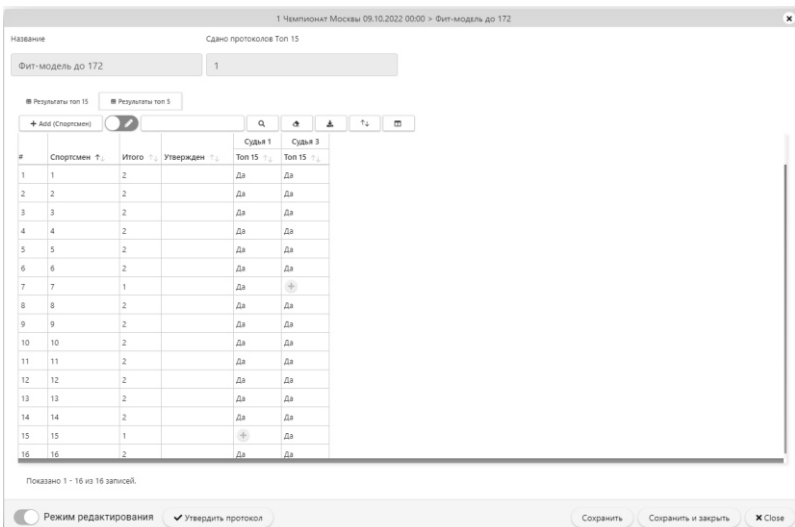 1 Чемпионат Москвы 09.10.2022 00:00 > Фит-модель до 172
Название Сдано протоколов Топ 15
Фит-модель до 172 1
Результаты топ 15 Результаты топ 5
+ Add (Спортсмен)
Судья 1 Судья 3
# Спортсмен Итого Утвержден Топ 15 Топ 15
1 1 2 Да Да
2 2 2 Да Да
3 3 2 Да Да
4 4 2 Да Да
5 5 2 Да Да
6 6 2 Да Да
7 7 1 Да +
8 8 2 Да Да
9 9 2 Да Да
10 10 2 Да Да
11 11 2 Да Да
12 12 2 Да Да
13 13 2 Да Да
14 14 2 Да Да
15 15 1 + Да
16 16 2 Да Да
Показано 1 - 16 из 16 записей.
Режим редактирования Утвердить протокол Сохранить Сохранить и закрыть Close